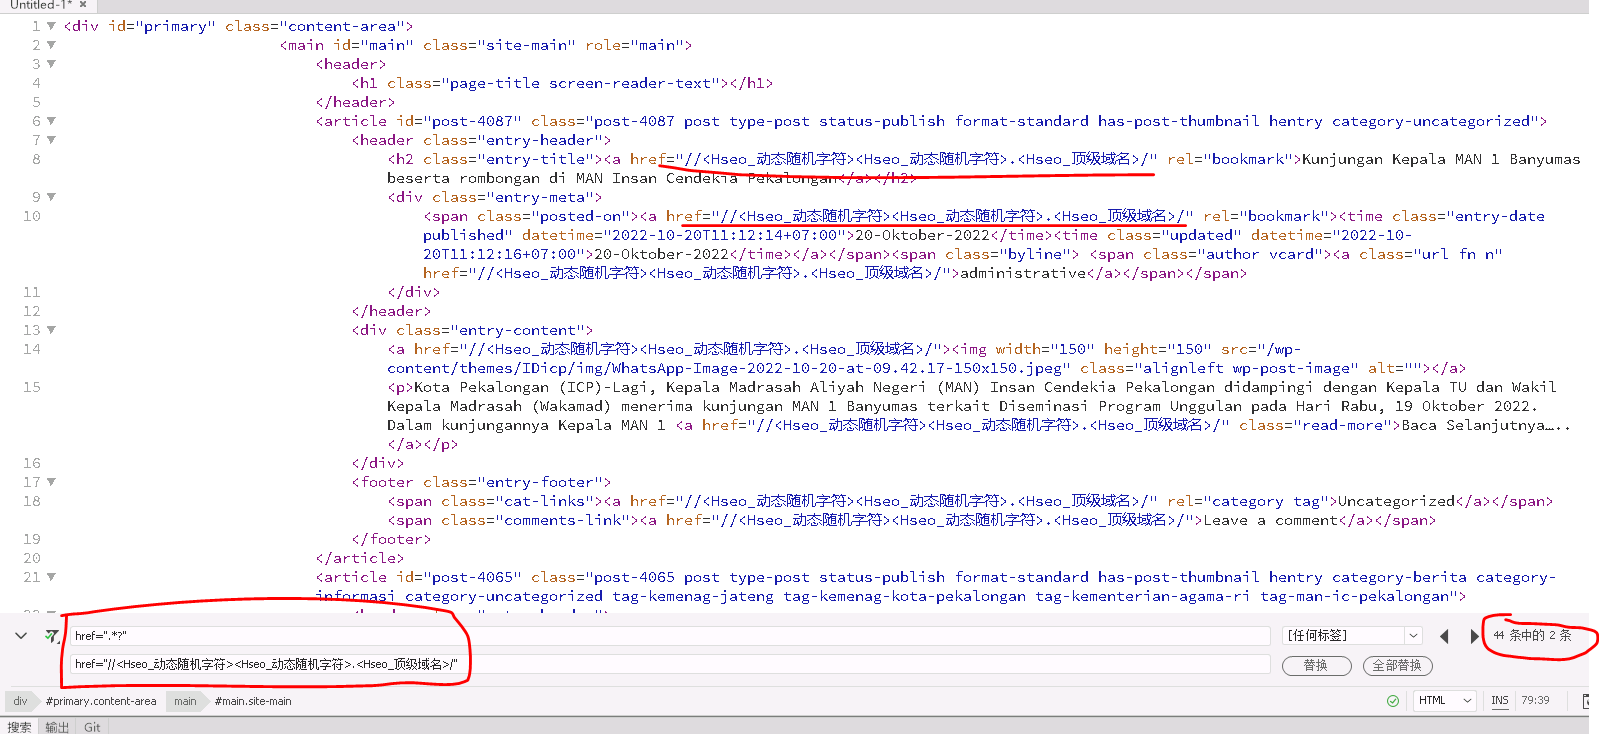 Untitled-1* ×
1 <div id="primary" class="content-area">
2 <main id="main" class="site-main" role="main">
3 <header>
4 <h1 class="page-title screen-reader-text"></h1>
5 </header>
6 <article id="post-4087" class="post-4087 post type-post status-publish format-standard has-post-thumbnail hentry category-uncategorized">
7 <header class="entry-header">
8 <h2 class="entry-title"><a href="//<Hseo_动态随机字符><Hseo_动态随机字符>.<Hseo_顶级域名>/" rel="bookmark">Kunjungan Kepala MAN 1 Banyumas
beserta rombongan di MAN Insan Cendekia Pekalongan</a></h2>
9 <div class="entry-meta">
10 <span class="posted-on"><a href="//<Hseo_动态随机字符><Hseo_动态随机字符>.<Hseo_顶级域名>/" rel="bookmark"><time class="entry-date
published" datetime="2022-10-20T11:12:14+07:00">20-Oktober-2022</time><time class="updated" datetime="2022-10-
20T11:12:16+07:00">20-Oktober-2022</time></a></span><span class="byline"> <span class="author vcard"><a class="url fn n"
href="//<Hseo_动态随机字符><Hseo_动态随机字符>.<Hseo_顶级域名>/">administrative</a></span></span>
11 </div>
12 </header>
13 <div class="entry-content">
14 <a href="//<Hseo_动态随机字符><Hseo_动态随机字符>.<Hseo_顶级域名>/"><img width="150" height="150" src="/wp-
content/themes/IDicp/img/WhatsApp-Image-2022-10-20-at-09.42.17-150x150.jpeg" class="alignleft wp-post-image" alt=""></a>
15 <p>Kota Pekalongan (ICP)-Lagi, Kepala Madrasah Aliyah Negeri (MAN) Insan Cendekia Pekalongan didampingi dengan Kepala TU dan Wakil
Kepala Madrasah (Wakamad) menerima kunjungan MAN 1 Banyumas terkait Diseminasi Program Unggulan pada Hari Rabu, 19 Oktober 2022.
Dalam kunjungannya Kepala MAN 1 <a href="//<Hseo_动态随机字符><Hseo_动态随机字符>.<Hseo_顶级域名>/" class="read-more">Baca Selanjutnya…..
</a></p>
16 </div>
17 <footer class="entry-footer">
18 <span class="cat-links"><a href="//<Hseo_动态随机字符><Hseo_动态随机字符>.<Hseo_顶级域名>/" rel="category tag">Uncategorized</a></span>
<span class="comments-link"><a href="//<Hseo_动态随机字符><Hseo_动态随机字符>.<Hseo_顶级域名>/">Leave a comment</a></span>
19 </footer>
20 </article>
21 <article id="post-4065" class="post-4065 post type-post status-publish format-standard has-post-thumbnail hentry category-berita category-
informasi category-uncategorized tag-kemenag-jateng tag-kemenag-kota-pekalongan tag-kementerian-agama-ri tag-man-ic-pekalongan">
href=".*?" [任何标签] 44 条中的 2 条
href="//<Hseo_动态随机字符><Hseo_动态随机字符>.<Hseo_顶级域名>/" 替换 全部替换
div #primary.content-area main #main.site-main HTML INS 79:39
搜索 输出 Git